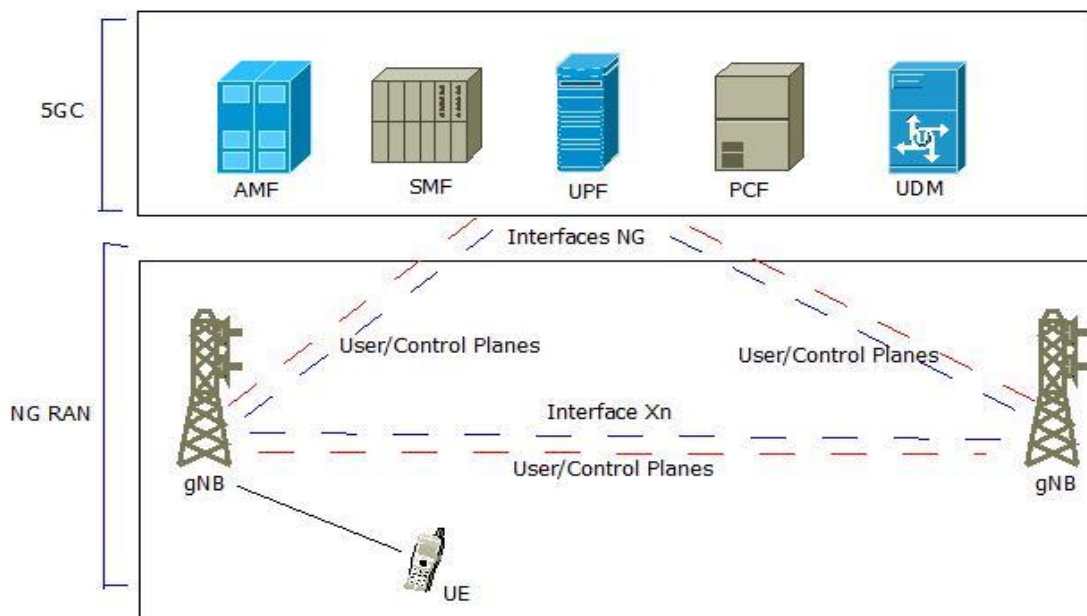 5GC
AMF
SMF
UPF
PCF
UDM
Interfaces NG
User/Control Planes
User/Control Planes
NG RAN
Interface Xn
User/Control Planes
gNB
gNB
UE